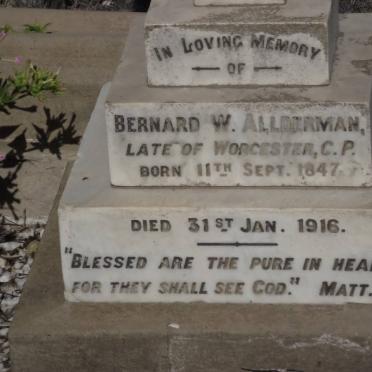 IN LOVING MEMORY
OF
BERNARD W. ALLDERMAN,
LATE OF WORCESTER, C.P.
BORN 11TH SEPT. 1847.
DIED 31ST JAN. 1916.
"BLESSED ARE THE PURE IN HEA
FOR THEY SHALL SEE GOD." MATT.